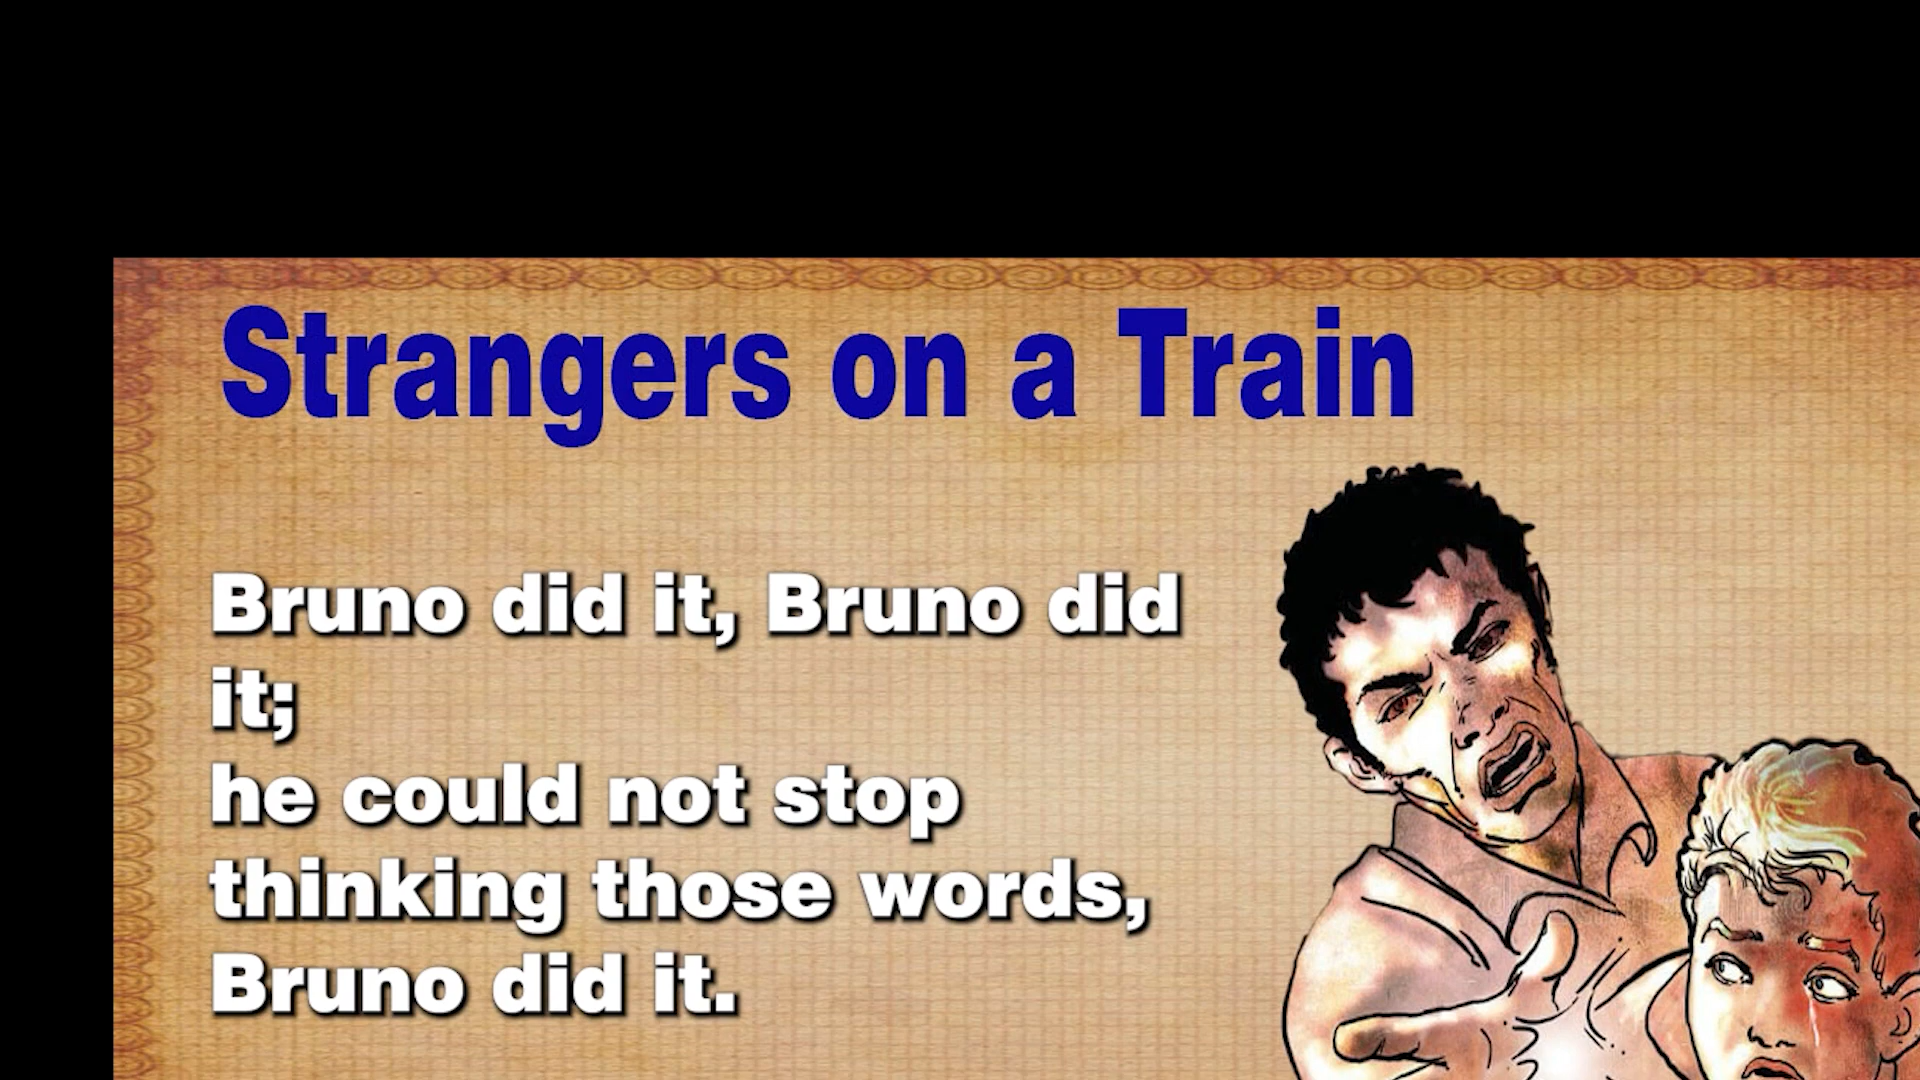 Strangers on a Train
Bruno did it, Bruno did
it;
he could not stop
thinking those words,
Bruno did it.